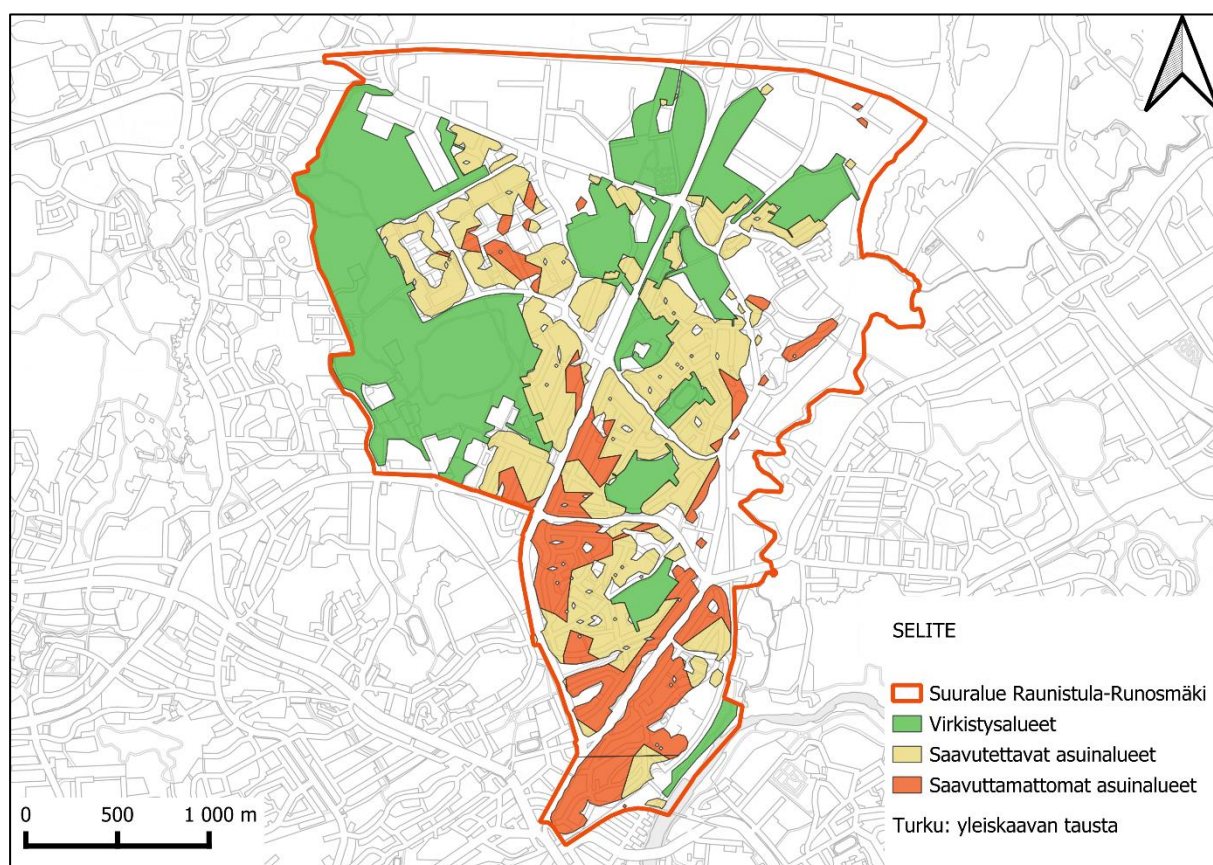 SELITE
Suuralue Raunistula-Runosmäki
Virkistysalueet
Saavutettavat asuinalueet
Saavuttamattomat asuinalueet
Turku: yleiskaavan tausta
0 500 1 000 m